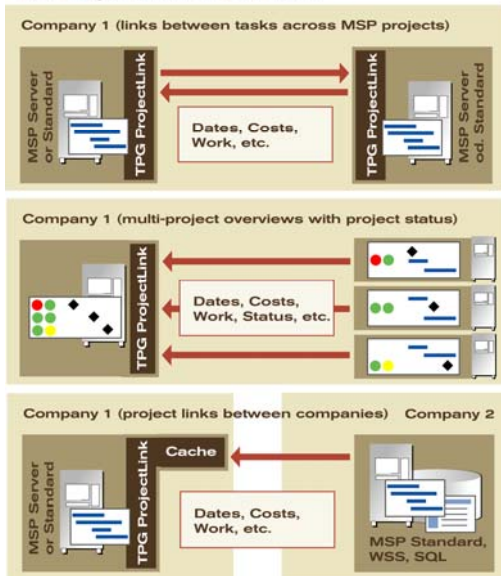 Company 1 (links between tasks across MSP projects)
MSP Server
or Standard
TPG ProjectLink
Dates, Costs,
Work, etc.
TPG ProjectLink
MSP Server
od. Standard
Company 1 (multi-project overviews with project status)
TPG ProjectLink
Dates, Costs,
Work, Status, etc.
Company 1 (project links between companies)
Company 2
MSP Server
or Standard
TPG ProjectLink
Cache
Dates, Costs,
Work, etc.
MSP Standard,
WSS, SQL